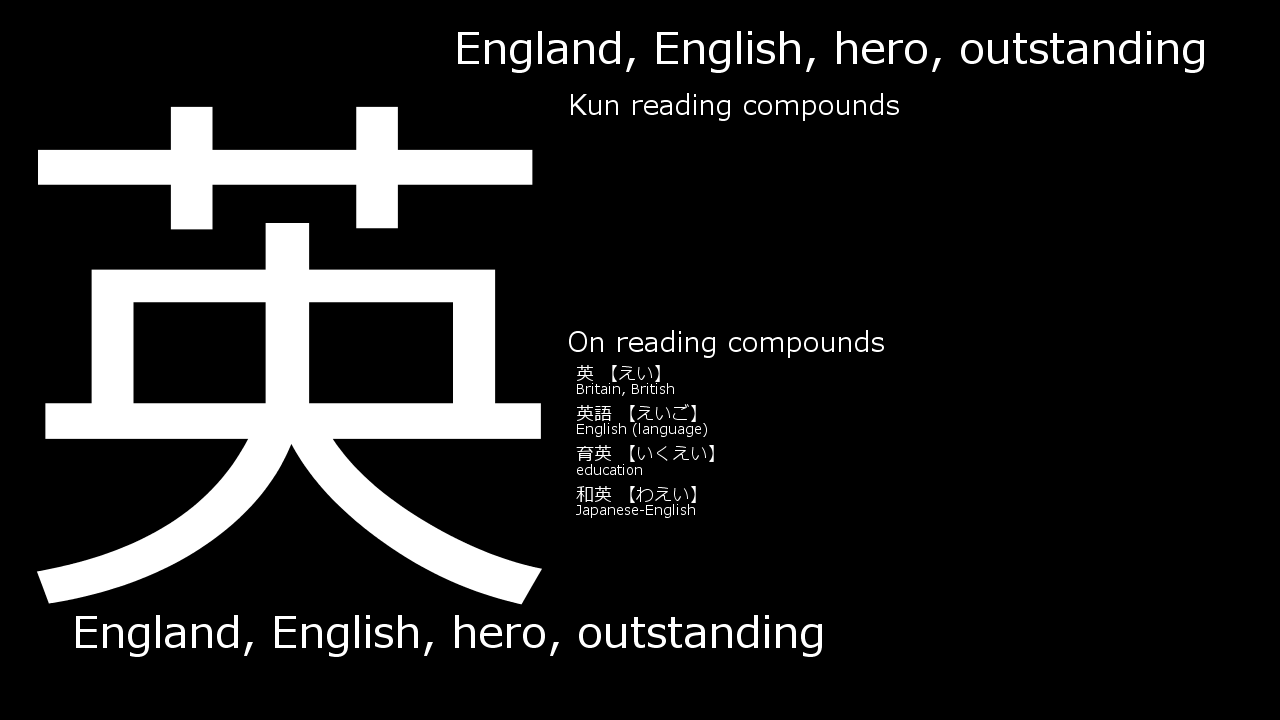 England, English, hero, outstanding
Kun reading compounds
英
On reading compounds
英 【えい】
Britain, British
英語 【えいご】
English (language)
育英 【いくえい】
education
和英 【わえい】
Japanese-English
England, English, hero, outstanding